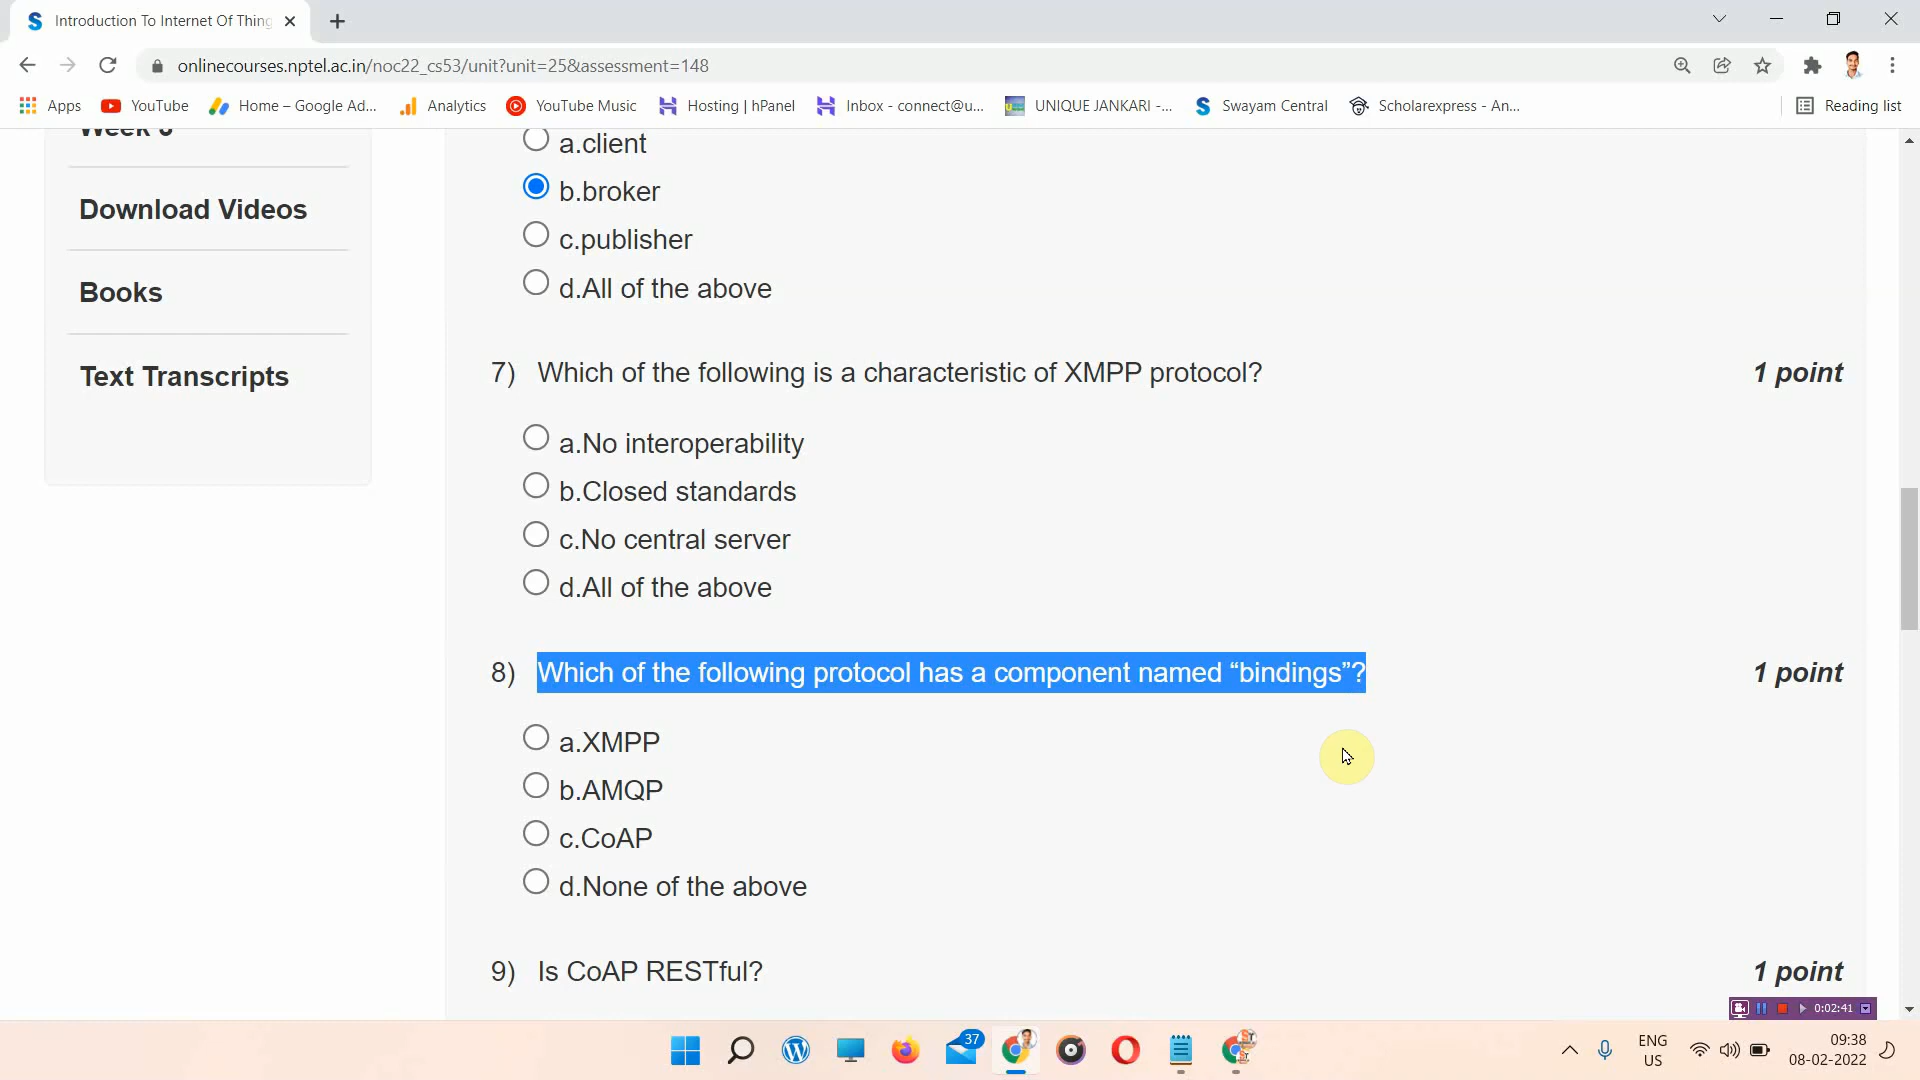 Introduction To Internet Of Thing
onlinecourses.nptel.ac.in/noc22_cs53/unit?unit=25&assessment=148
Apps YouTube Home – Google Ad... Analytics YouTube Music Hosting | hPanel Inbox - connect@u... UNIQUE JANKARI -... Swayam Central Scholarexpress - An... Reading list
Download Videos
Books
Text Transcripts
a.client
b.broker
c.publisher
d.All of the above
7) Which of the following is a characteristic of XMPP protocol? 1 point
a.No interoperability
b.Closed standards
c.No central server
d.All of the above
8) Which of the following protocol has a component named “bindings”? 1 point
a.XMPP
b.AMQP
c.CoAP
d.None of the above
9) Is CoAP RESTful? 1 point
0:02:41
37
ENG
US
09:38
08-02-2022